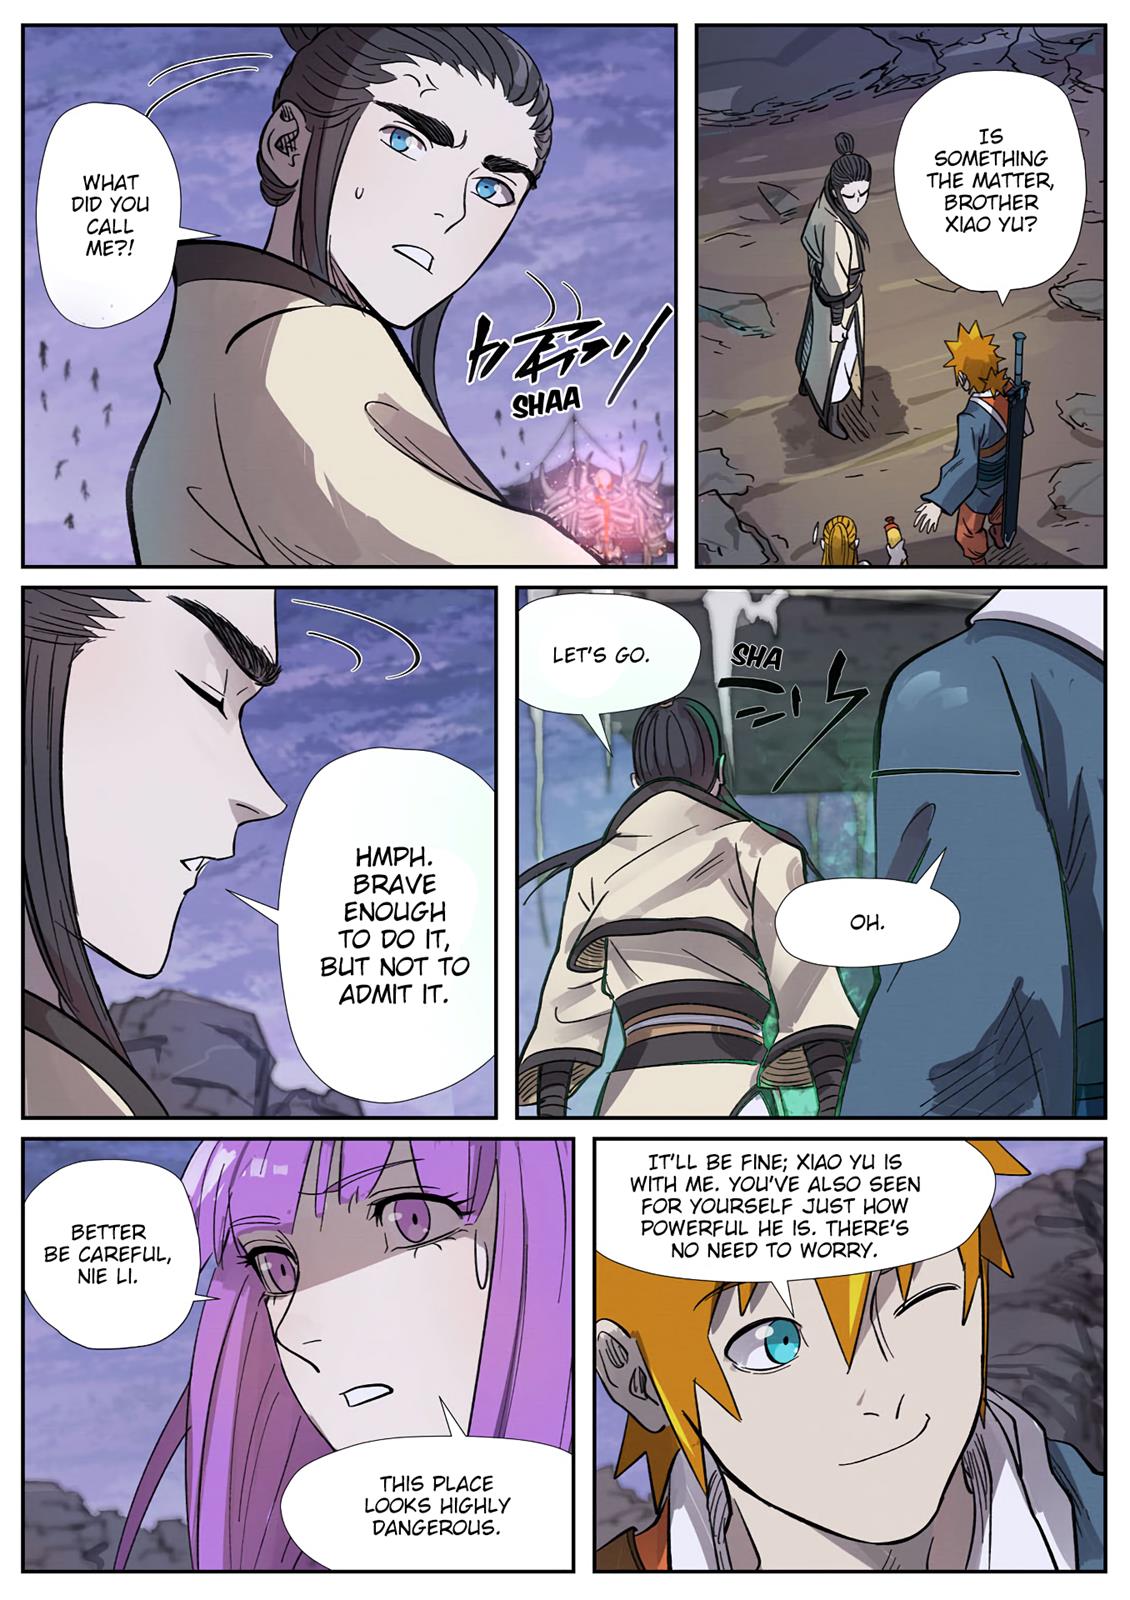 WHAT
DID YOU
CALL
ME?!
SHAA
IS
SOMETHING
THE MATTER,
BROTHER
XIAO YU?
HMPH.
BRAVE
ENOUGH
TO DO IT,
BUT NOT TO
ADMIT IT.
LET'S GO.
SHA
OH.
BETTER
BE CAREFUL,
NIE LI.
THIS PLACE
LOOKS HIGHLY
DANGEROUS.
IT'LL BE FINE; XIAO YU IS
WITH ME. YOU'VE ALSO SEEN
FOR YOURSELF JUST HOW
POWERFUL HE IS. THERE'S
NO NEED TO WORRY.